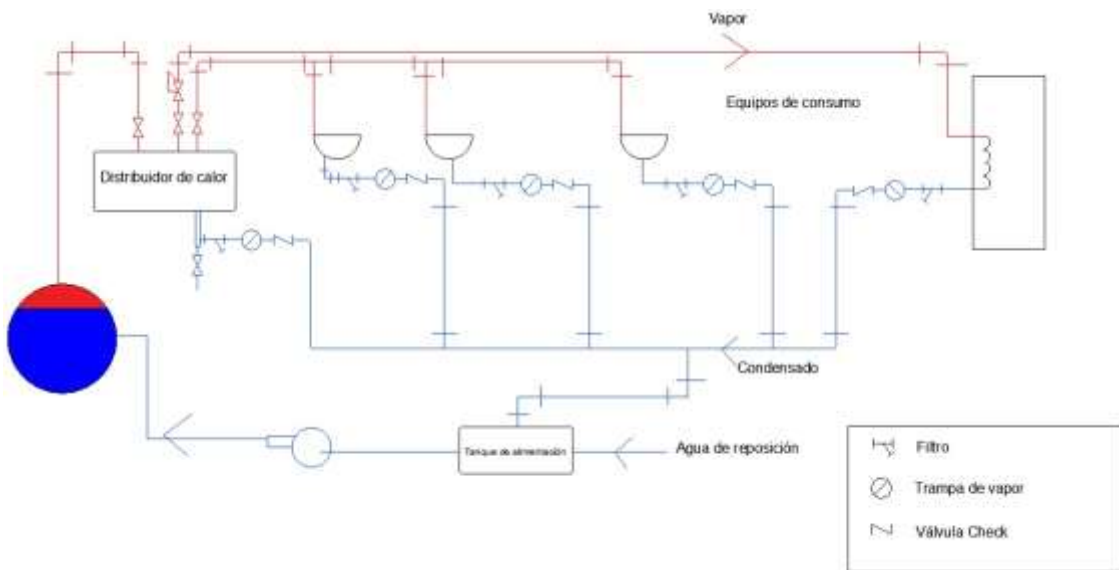 Vapor
Equipos de consumo
Distribuidor de calor
Condensado
Tanque de alimentación
Agua de reposición
Filtro
Trampa de vapor
Válvula Check